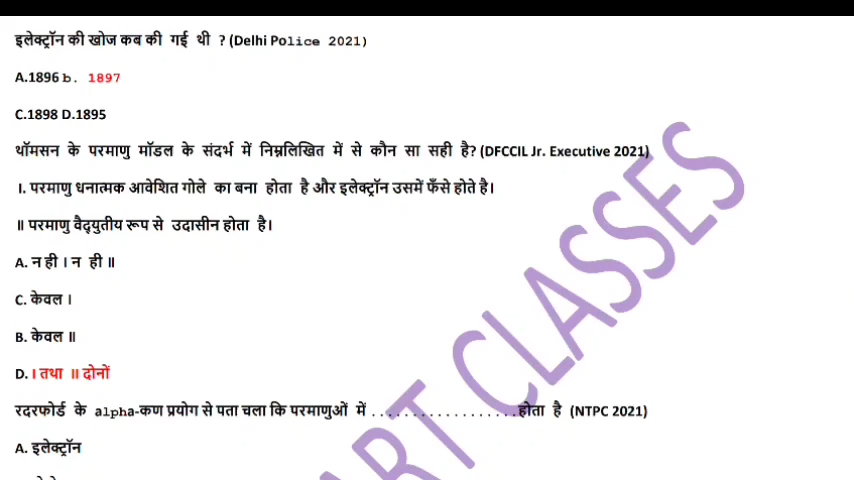 इलेक्ट्रॉन की खोज कब की गई थी ? (Delhi Police 2021)
A.1896 b. 1897
C.1898 D.1895
थॉमसन के परमाणु मॉडल के संदर्भ में निम्नलिखित में से कौन सा सही है? (DFCCIL Jr. Executive 2021)
I. परमाणु धनात्मक आवेशित गोले का बना होता है और इलेक्ट्रॉन उसमें फँसे होते है।
II परमाणु वैद्युतीय रूप से उदासीन होता है।
A. न ही I न ही II
C. केवल I
B. केवल II
D. I तथा II दोनों
रदरफोर्ड के alpha-कण प्रयोग से पता चला कि परमाणुओं में ..................होता है (NTPC 2021)
A. इलेक्ट्रॉन
ART CLASSES